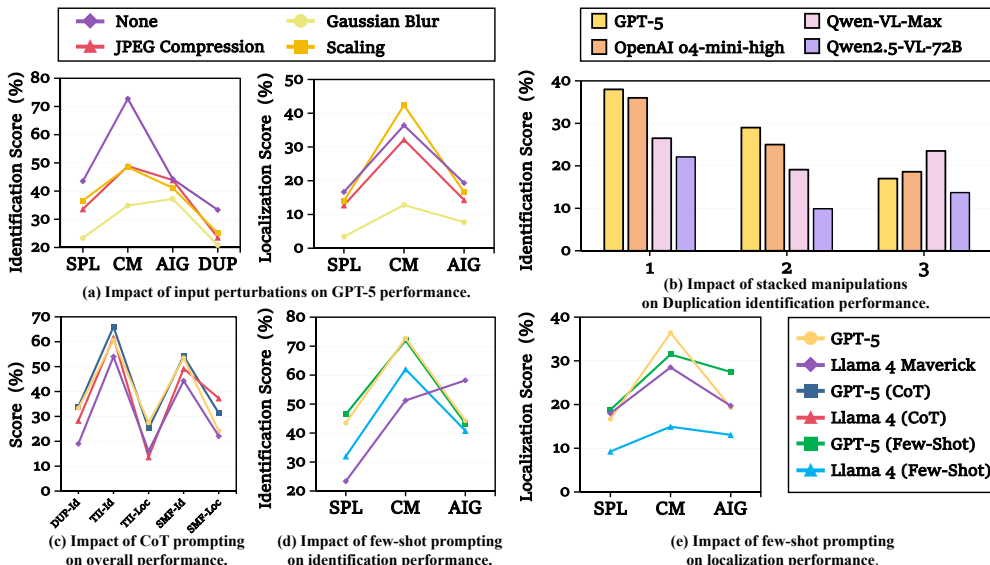 None
Gaussian Blur
JPEG Compression
Scaling
GPT-5
Qwen-VL-Max
OpenAI o4-mini-high
Qwen2.5-VL-72B
Identification Score (%)
80
70
60
50
40
30
20
SPL CM AIG DUP
Localization Score (%)
50
40
30
20
10
0
SPL CM AIG
(a) Impact of input perturbations on GPT-5 performance.
Identification Score (%)
40
30
20
10
0
1 2 3
(b) Impact of stacked manipulations
on Duplication identification performance.
Score (%)
70
60
50
40
30
20
10
0
DUP-Id TII-Id TII-Loc SMF-Id SMF-Loc
(c) Impact of CoT prompting
on overall performance.
Identification Score (%)
80
70
60
50
40
30
20
SPL CM AIG
(d) Impact of few-shot prompting
on identification performance.
Localization Score (%)
40
30
20
10
0
SPL CM AIG
(e) Impact of few-shot prompting
on localization performance.
GPT-5
Llama 4 Maverick
GPT-5 (CoT)
Llama 4 (CoT)
GPT-5 (Few-Shot)
Llama 4 (Few-Shot)